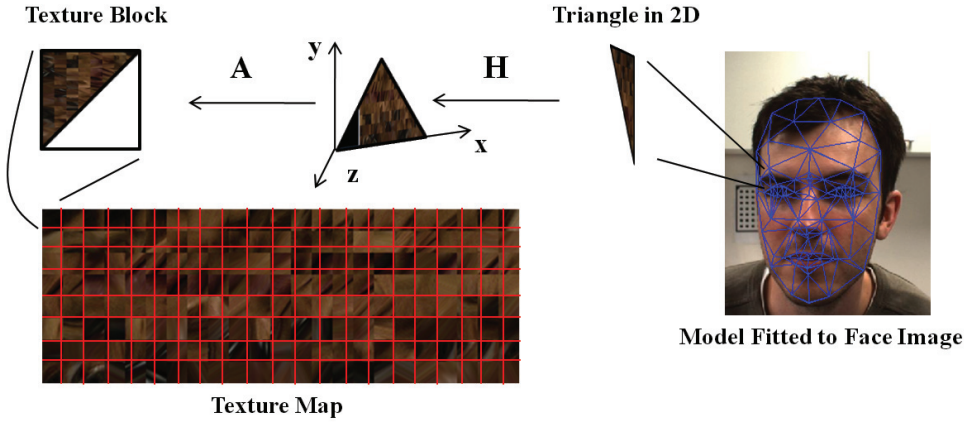 Texture Block
Triangle in 2D
A
y
H
x
z
Model Fitted to Face Image
Texture Map